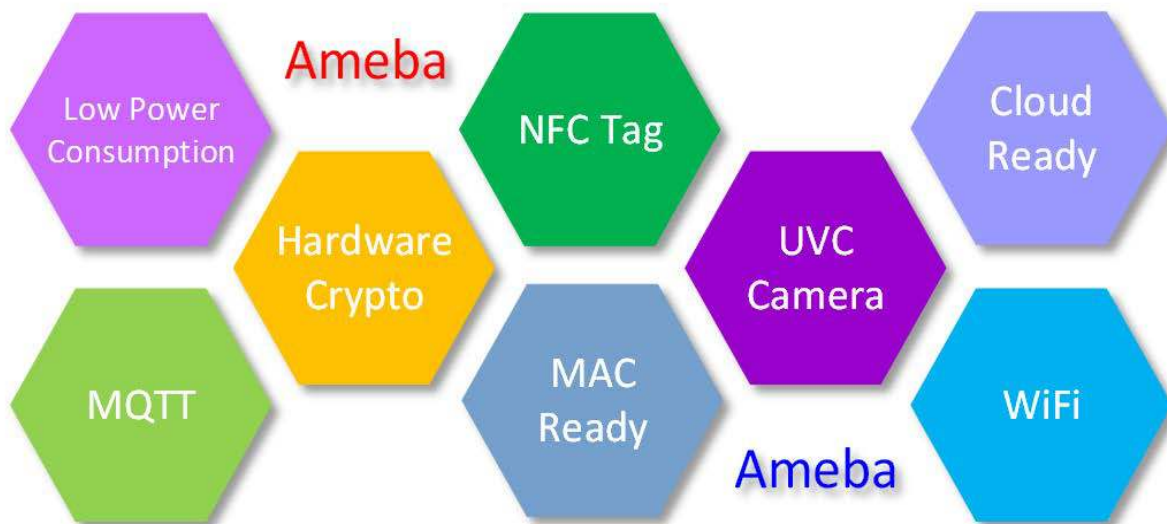 Low Power
Consumption
Ameba
NFC Tag
Cloud
Ready
Hardware
Crypto
UVC
Camera
MQTT
MAC
Ready
WiFi
Ameba